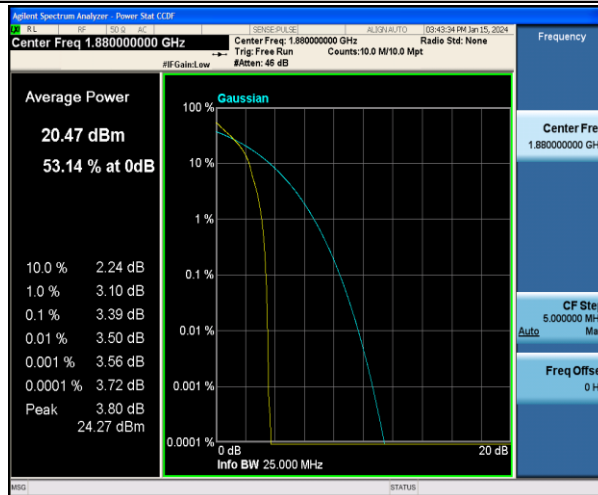 Agilent Spectrum Analyzer - Power Stat CCDF
RL RF 50 Ω AC SENSE:PULSE ALIGNAUTO 03:43:34 PM Jan 15, 2024
Center Freq 1.880000000 GHz
Center Freq: 1.880000000 GHz Radio Std: None
Trig: Free Run Counts:10.0 M/10.0 Mpt
#IFGain:Low #Atten: 46 dB
Frequency
Average Power
20.47 dBm
53.14 % at 0dB
10.0 % 2.24 dB
1.0 % 3.10 dB
0.1 % 3.39 dB
0.01 % 3.50 dB
0.001 % 3.56 dB
0.0001 % 3.72 dB
Peak 3.80 dB
24.27 dBm
Gaussian
100 %
10 %
1 %
0.1 %
0.01 %
0.001 %
0.0001 %
0 dB 20 dB
Info BW 25.000 MHz
Center Fre
1.880000000 GH
CF Ste
5.000000 MH
Auto Ma
Freq Offse
0 H
MSG STATUS